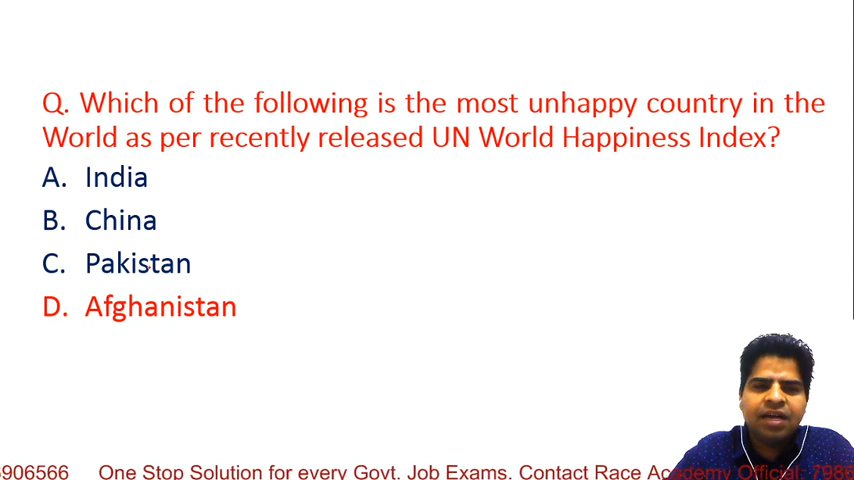 Q. Which of the following is the most unhappy country in the
World as per recently released UN World Happiness Index?
A. India
B. China
C. Pakistan
D. Afghanistan
906566 One Stop Solution for every Govt. Job Exams. Contact Race Academy Official: 7986